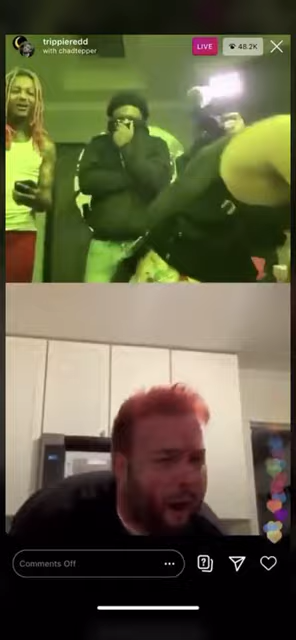 trippieredd
with chadtepper
LIVE
48.2K
Comments Off